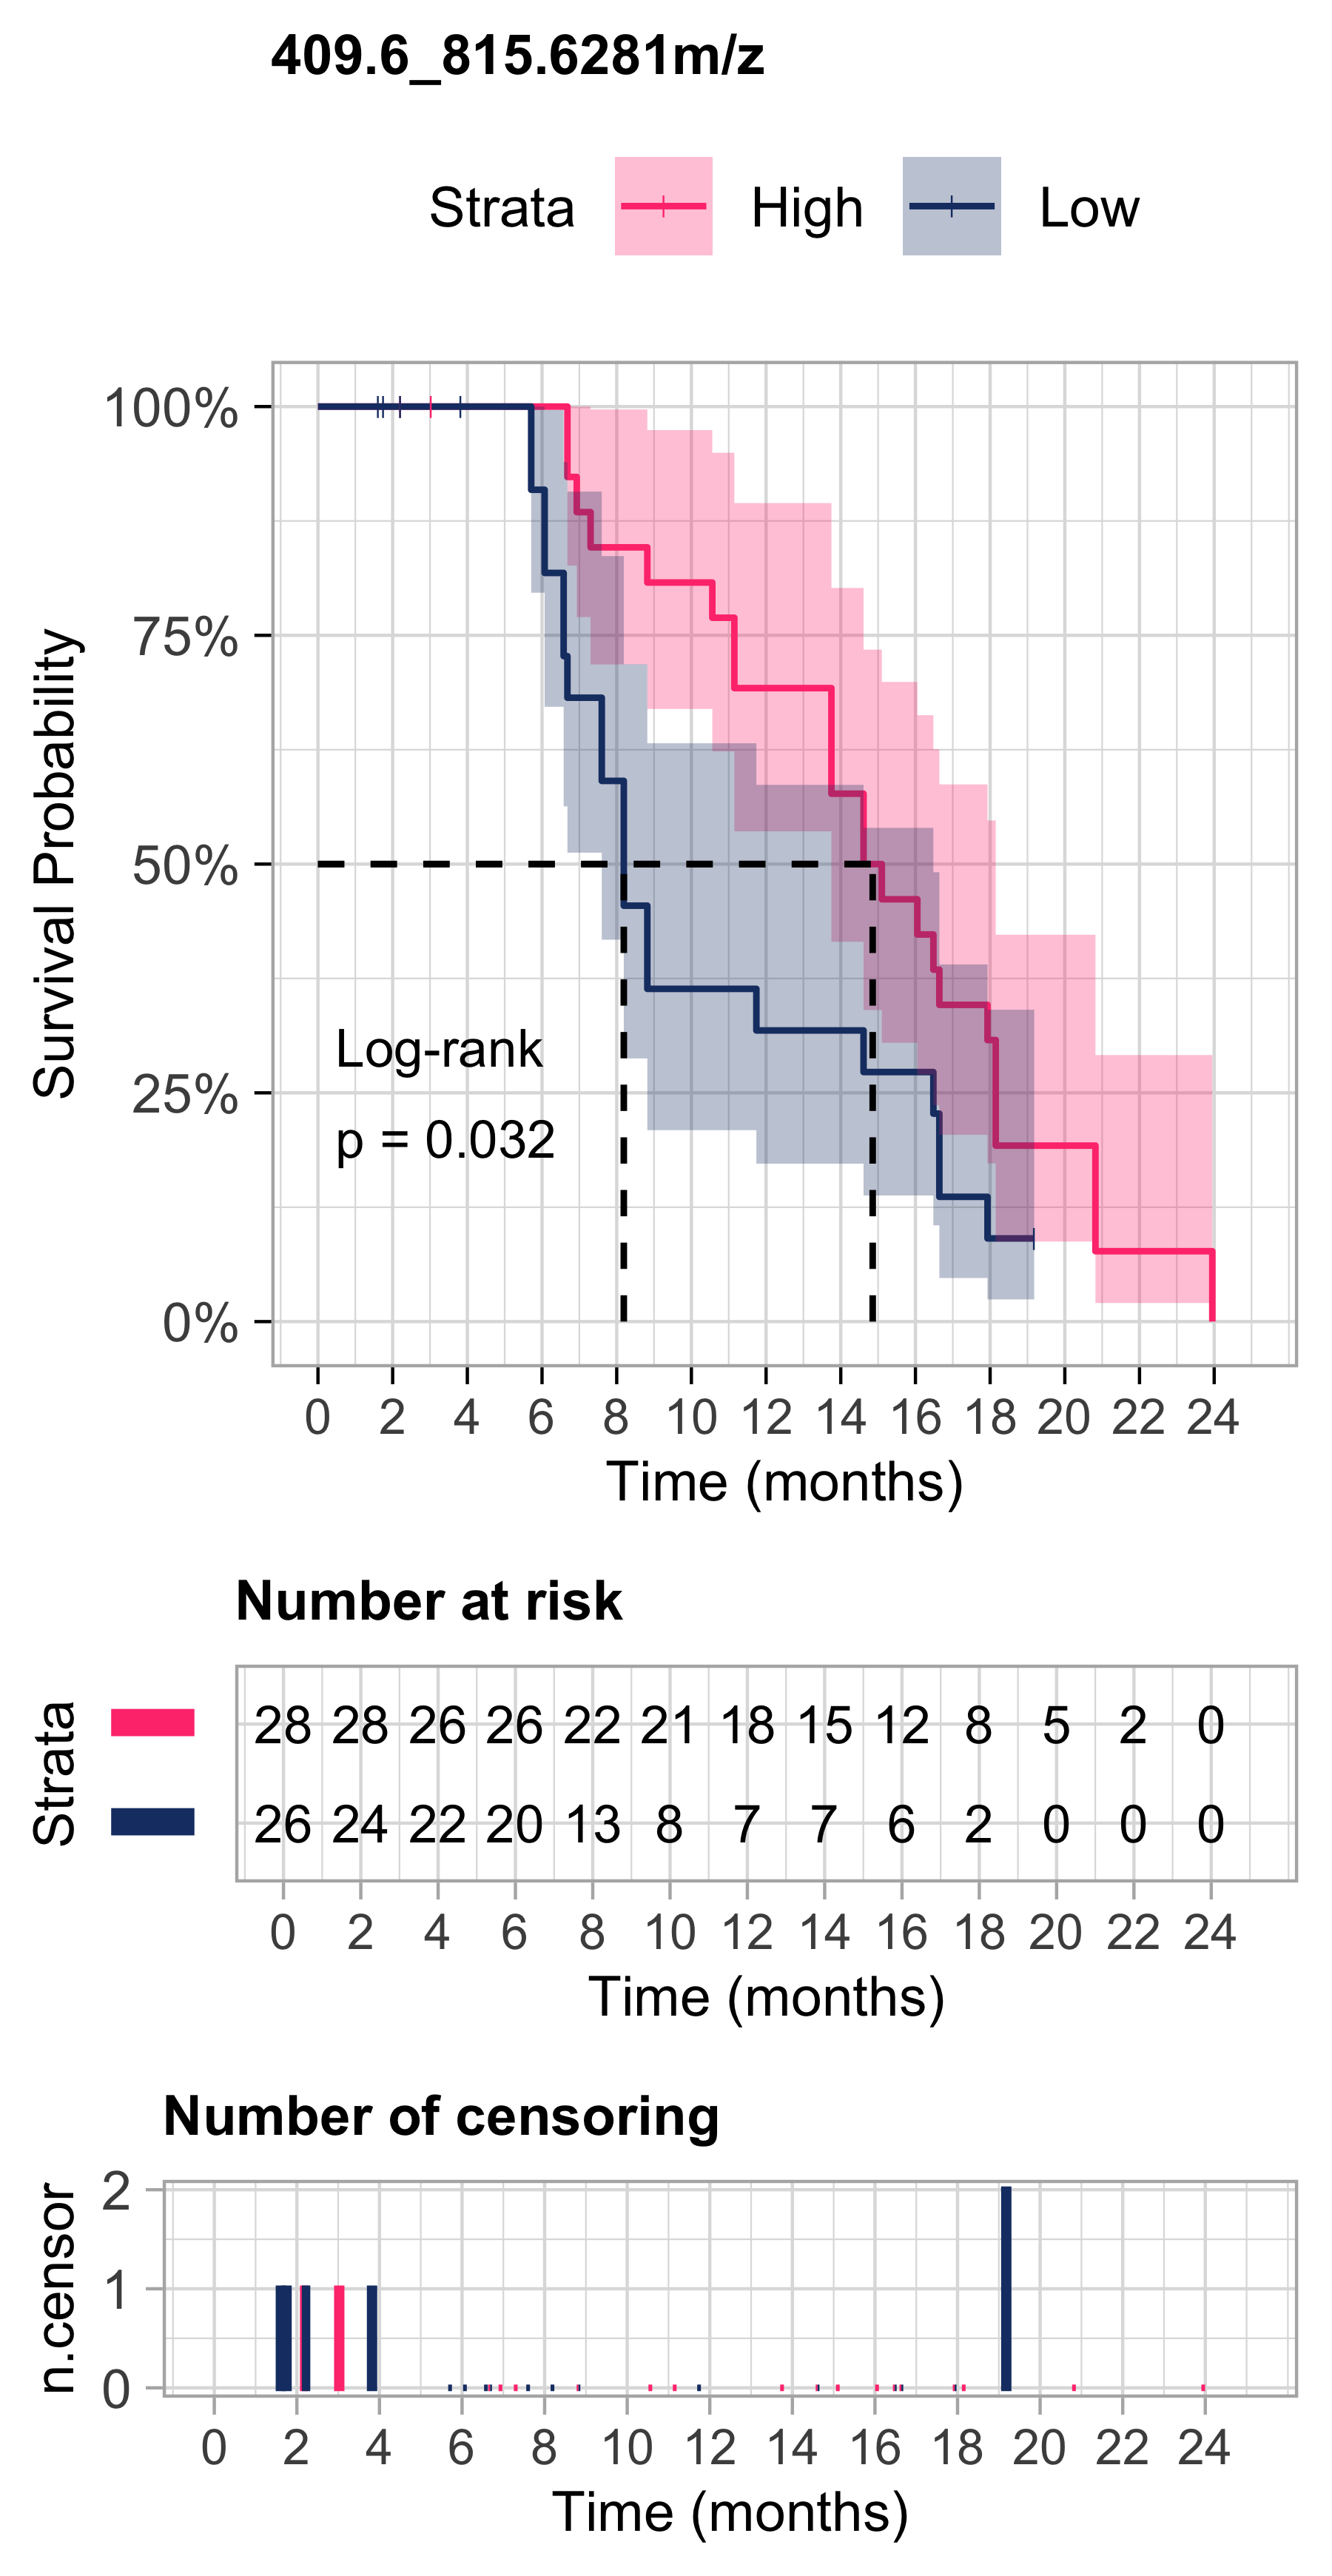 409.6_815.6281m/z
Strata High Low
Survival Probability
100%
75%
50%
25%
0%
Log-rank
p = 0.032
0 2 4 6 8 10 12 14 16 18 20 22 24
Time (months)
Number at risk
Strata
28 28 26 26 22 21 18 15 12 8 5 2 0
26 24 22 20 13 8 7 7 6 2 0 0 0
0 2 4 6 8 10 12 14 16 18 20 22 24
Time (months)
Number of censoring
n.censor
2
1
0
0 2 4 6 8 10 12 14 16 18 20 22 24
Time (months)